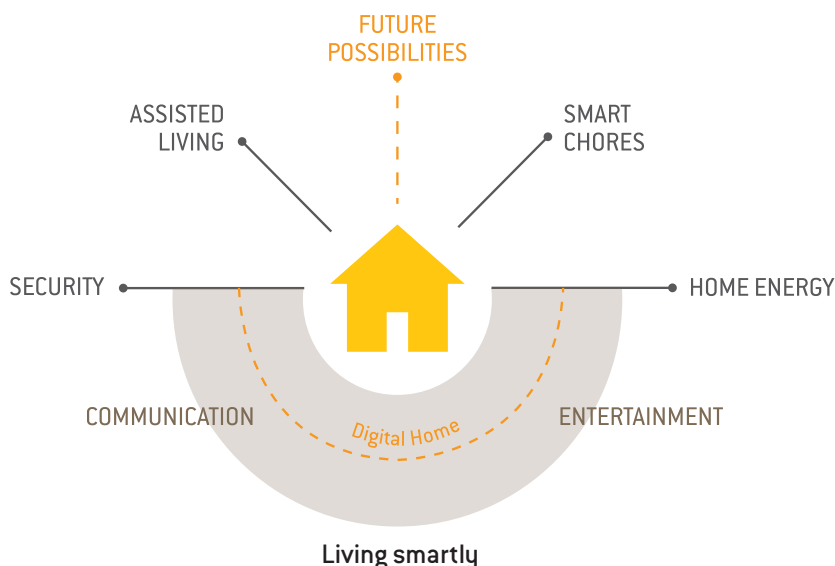 FUTURE
POSSIBILITIES
ASSISTED
LIVING
SMART
CHORES
SECURITY
HOME ENERGY
COMMUNICATION
ENTERTAINMENT
Digital Home
Living smartly